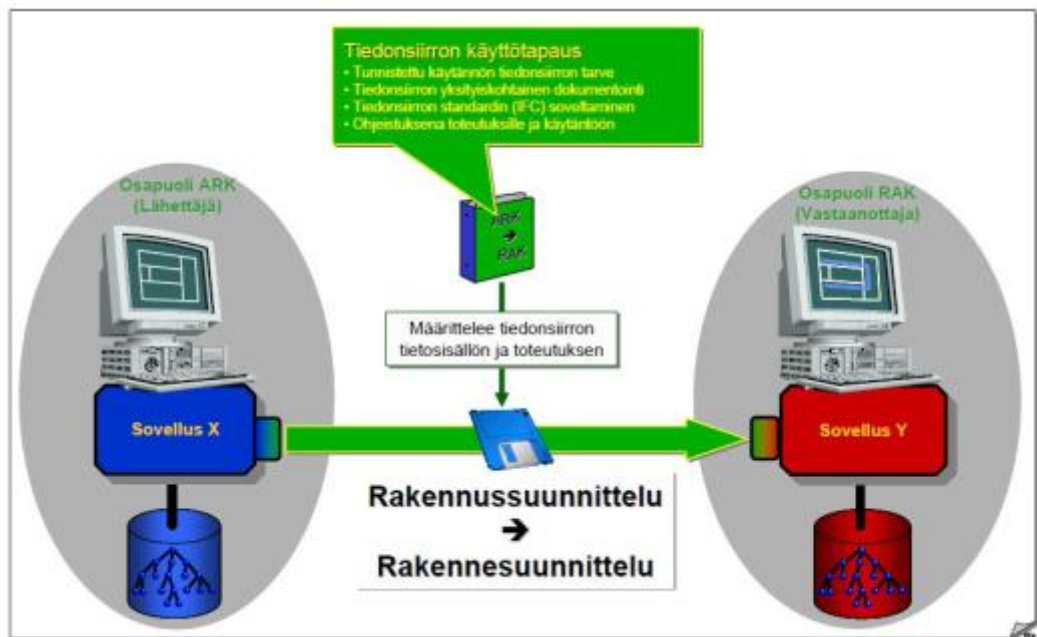 Tiedonsiirron käyttötapaus
• Tunnistettu käytännön tiedonsiirron tarve
• Tiedonsiirron yksityiskohtainen dokumentointi
• Tiedonsiirron standardin (IFC) soveltaminen
• Ohjeistuksena toteutuksille ja käytäntöön
Osapuoli ARK
(Lähettäjä)
Osapuoli RAK
(Vastaanottaja)
ARK
➔
RAK
Määrittelee tiedonsiirron
tietosisällön ja toteutuksen
Sovellus X
Sovellus Y
Rakennussuunnittelu
➔
Rakennesuunnittelu